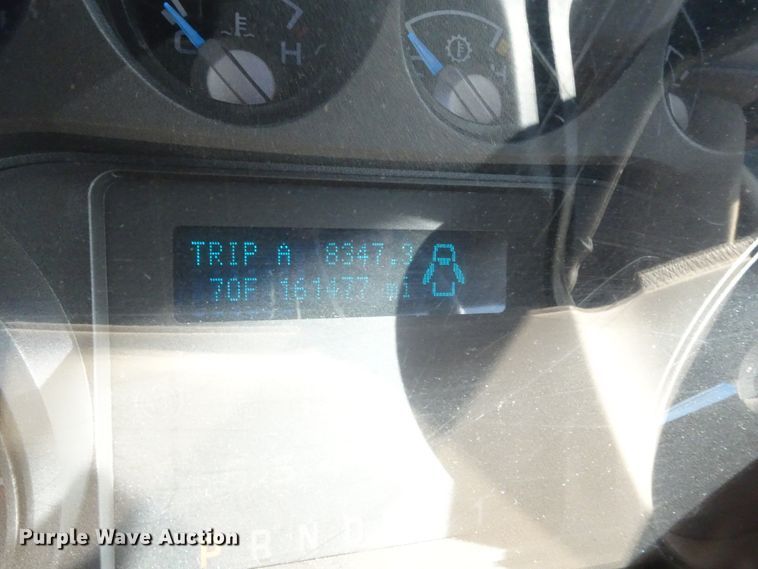 C H
TRIP A 8347.3
70F 161477 mi
P R N D
Purple Wave Auction